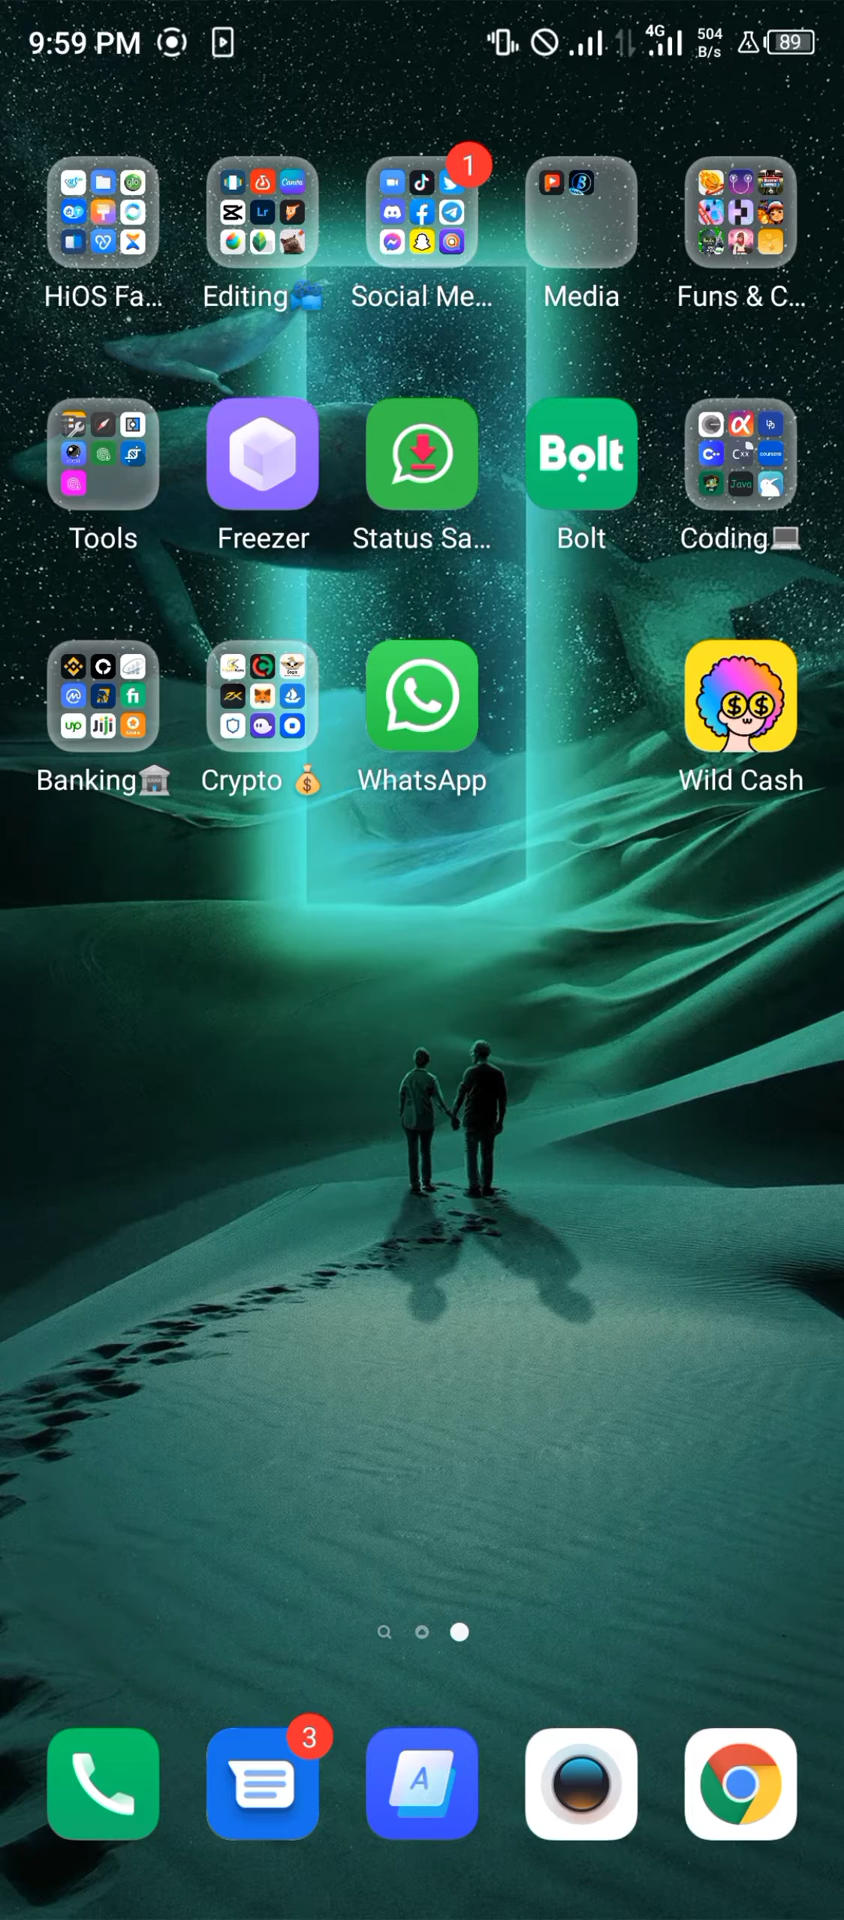 9:59 PM 4G 504 B/s 89
1
HiOS Fa... Editing Social Me... Media Funs & C...
Bolt
Tools Freezer Status Sa... Bolt Coding💻
Banking🏦 Crypto 💰 WhatsApp Wild Cash
3
A